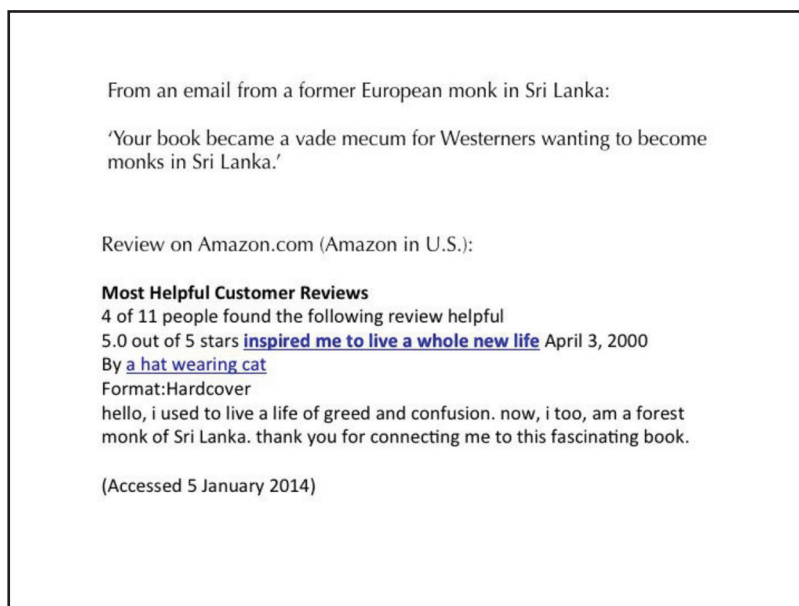 From an email from a former European monk in Sri Lanka:
‘Your book became a vade mecum for Westerners wanting to become
monks in Sri Lanka.’
Review on Amazon.com (Amazon in U.S.):
Most Helpful Customer Reviews
4 of 11 people found the following review helpful
5.0 out of 5 stars inspired me to live a whole new life April 3, 2000
By a hat wearing cat
Format:Hardcover
hello, i used to live a life of greed and confusion. now, i too, am a forest
monk of Sri Lanka. thank you for connecting me to this fascinating book.
(Accessed 5 January 2014)